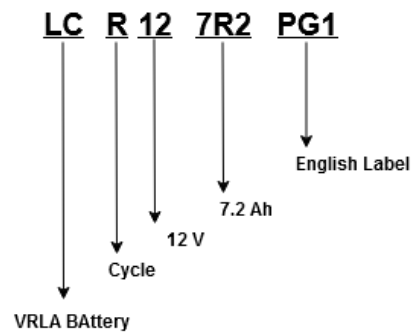 LC R 12 7R2 PG1
English Label
7.2 Ah
12 V
Cycle
VRLA BAttery